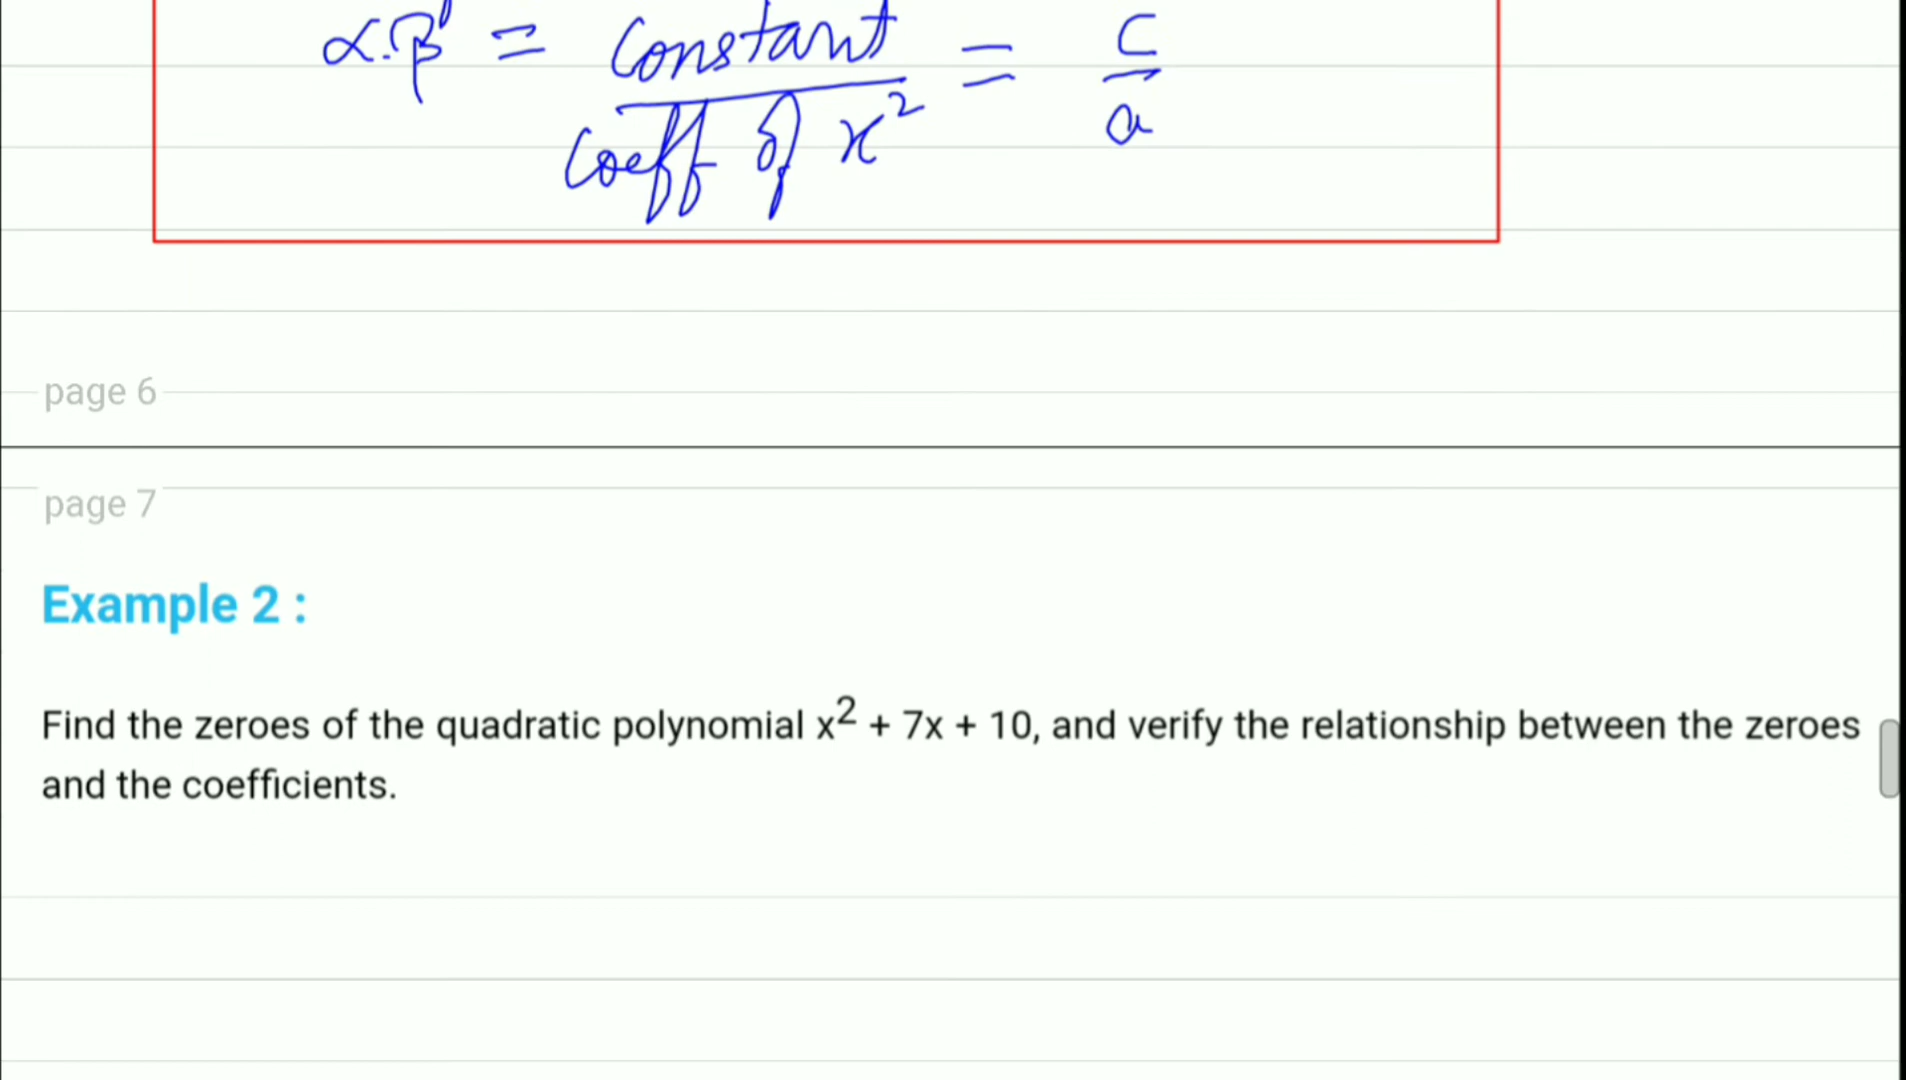 α.β = constant / coeff of x² = c / a
page 6
page 7
Example 2 :
Find the zeroes of the quadratic polynomial x² + 7x + 10, and verify the relationship between the zeroes
and the coefficients.